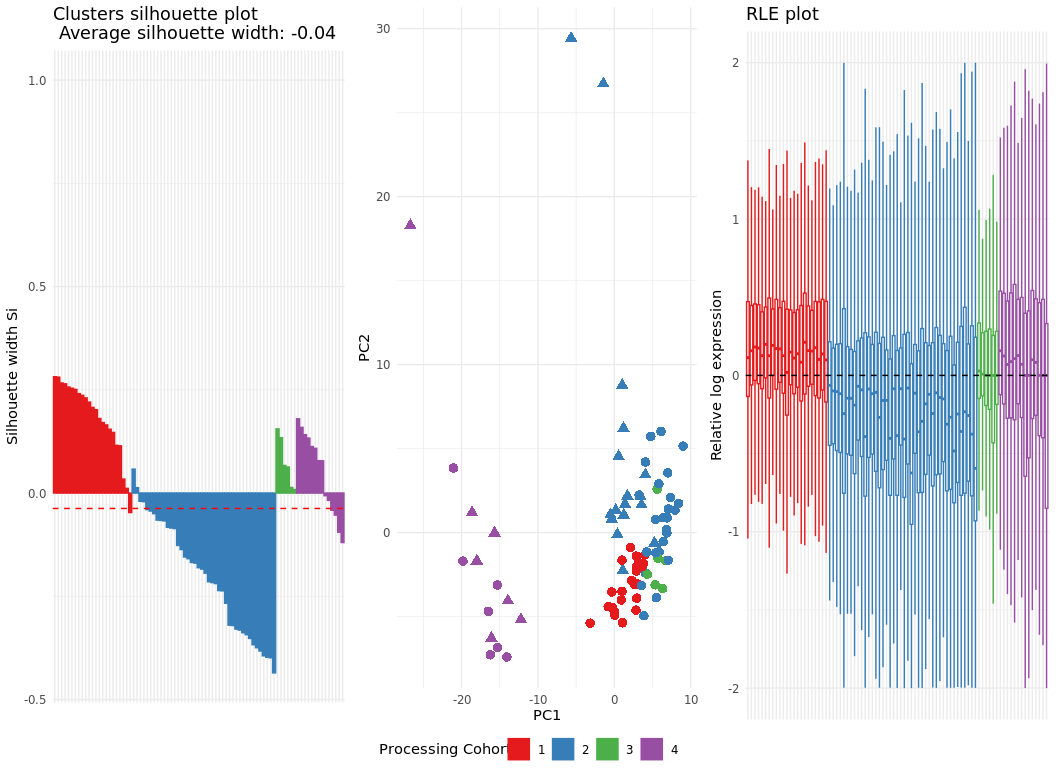 Clusters silhouette plot
Average silhouette width: -0.04
1.0
0.5
0.0
-0.5
Silhouette width Si
30
20
10
0
PC2
-20
-10
0
10
PC1
RLE plot
2
1
0
-1
-2
Relative log expression
Processing Cohort
1
2
3
4